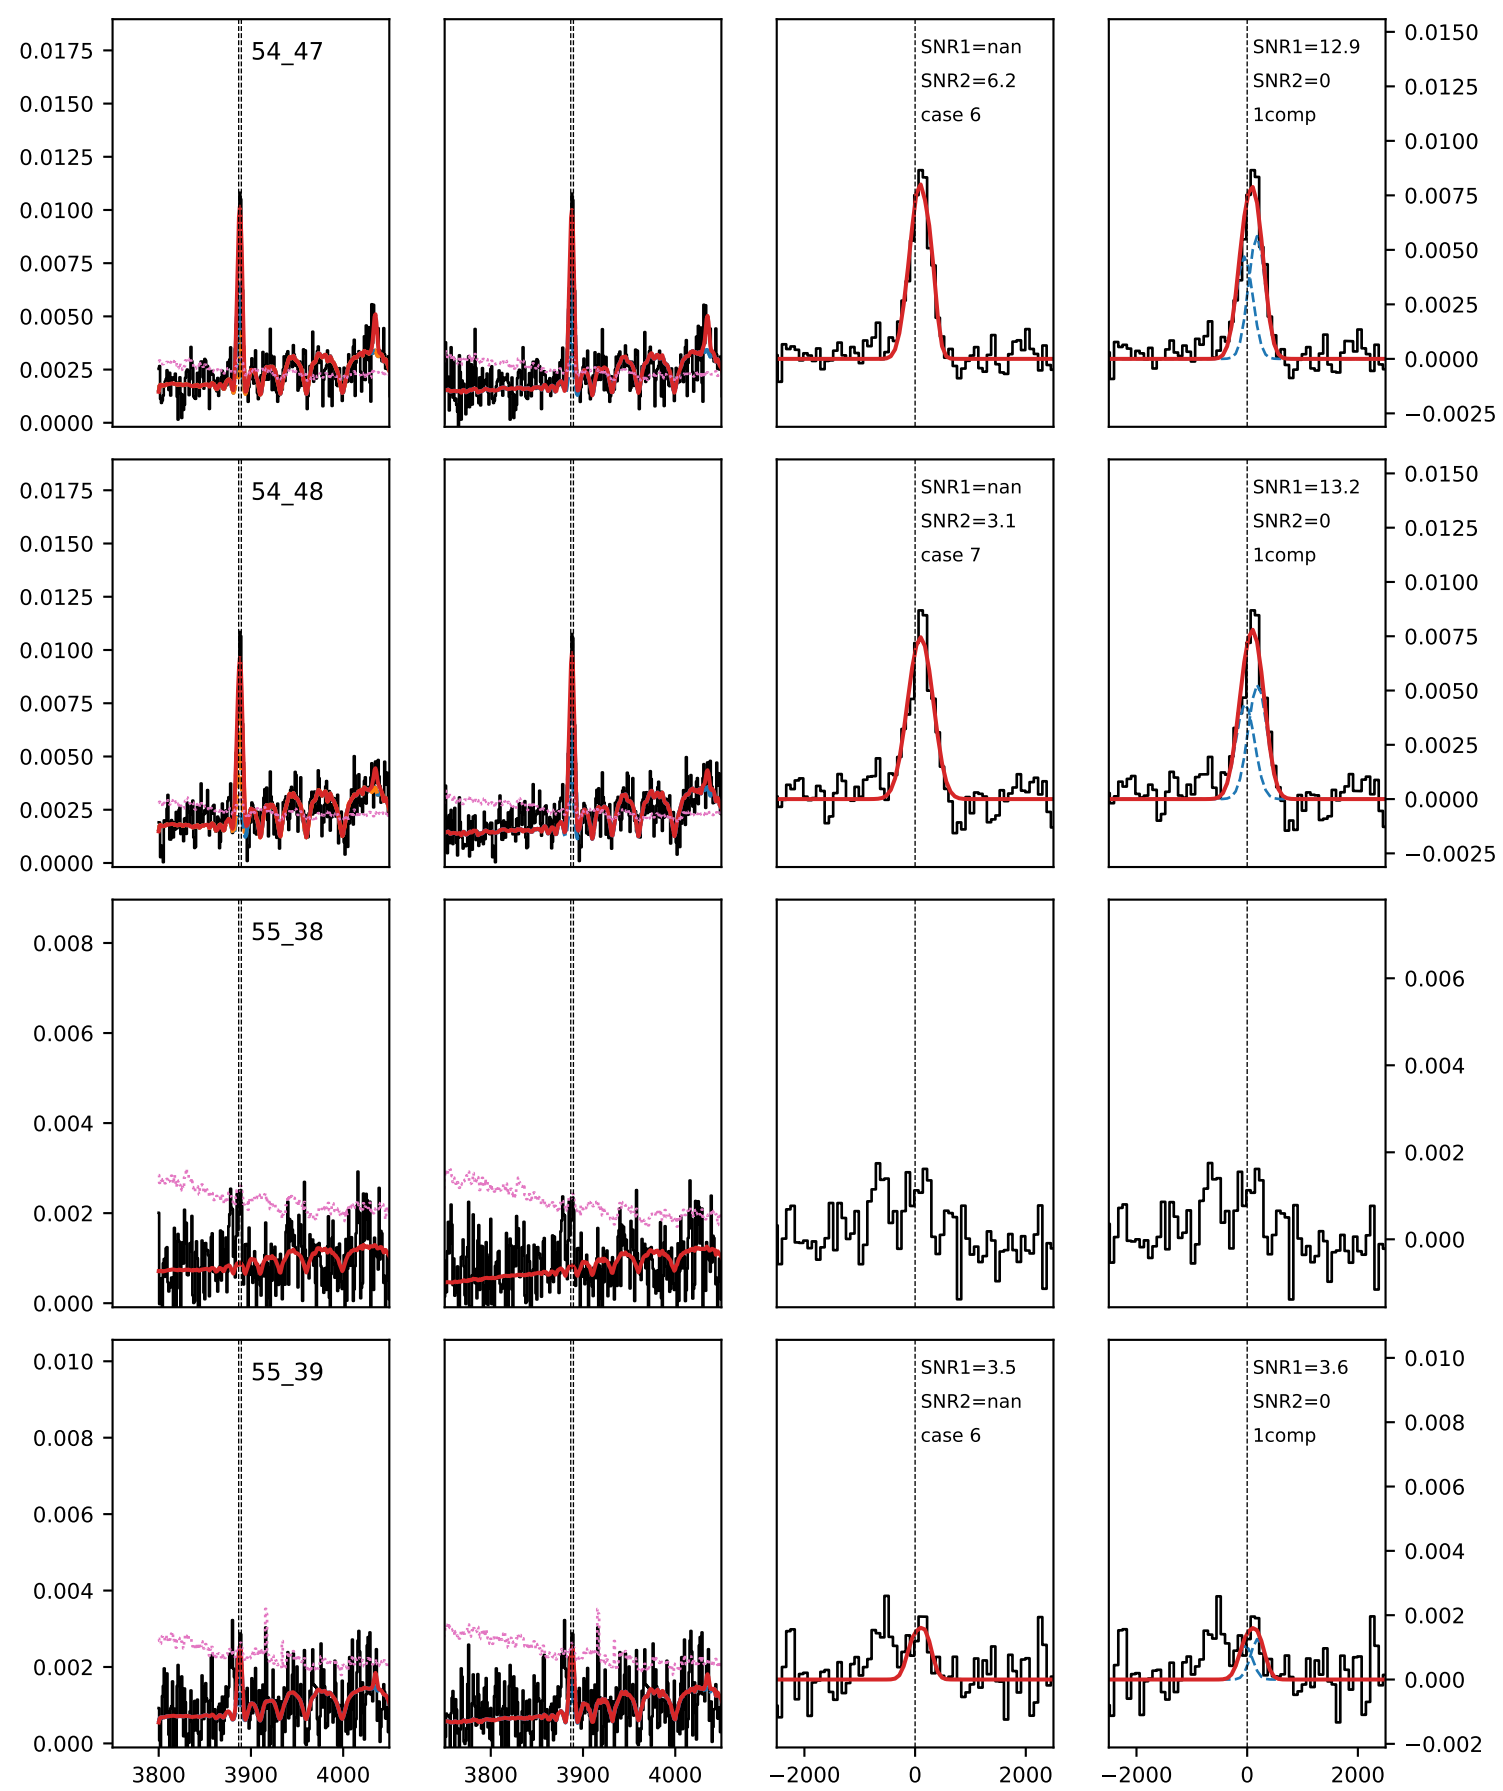 0.0175
0.0150
0.0125
0.0100
0.0075
0.0050
0.0025
0.0000
54_47
SNR1=nan
SNR2=6.2
case 6
SNR1=12.9
SNR2=0
1comp
0.0150
0.0125
0.0100
0.0075
0.0050
0.0025
0.0000
−0.0025
0.0175
0.0150
0.0125
0.0100
0.0075
0.0050
0.0025
0.0000
54_48
SNR1=nan
SNR2=3.1
case 7
SNR1=13.2
SNR2=0
1comp
0.0150
0.0125
0.0100
0.0075
0.0050
0.0025
0.0000
−0.0025
0.008
0.006
0.004
0.002
0.000
55_38
0.006
0.004
0.002
0.000
0.010
0.008
0.006
0.004
0.002
0.000
55_39
SNR1=3.5
SNR2=nan
case 6
SNR1=3.6
SNR2=0
1comp
0.010
0.008
0.006
0.004
0.002
0.000
−0.002
3800 3900 4000
3800 3900 4000
−2000 0 2000
−2000 0 2000